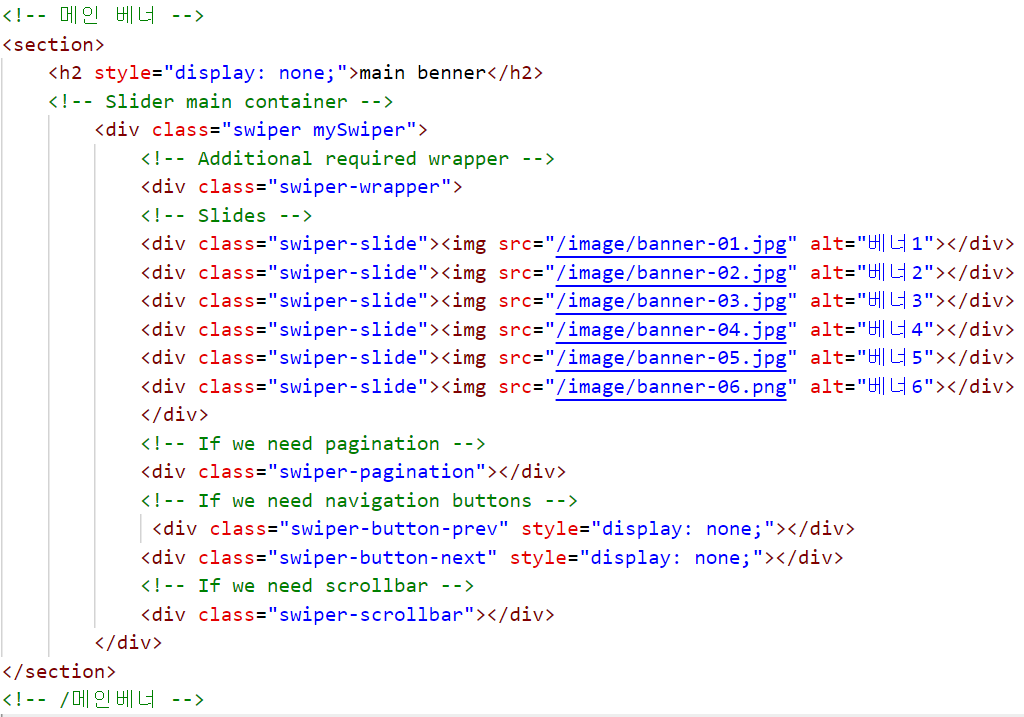 <!-- 메인 베너 -->
<section>
<h2 style="display: none;">main benner</h2>
<!-- Slider main container -->
<div class="swiper mySwiper">
<!-- Additional required wrapper -->
<div class="swiper-wrapper">
<!-- Slides -->
<div class="swiper-slide"><img src="/image/banner-01.jpg" alt="베너1"></div>
<div class="swiper-slide"><img src="/image/banner-02.jpg" alt="베너2"></div>
<div class="swiper-slide"><img src="/image/banner-03.jpg" alt="베너3"></div>
<div class="swiper-slide"><img src="/image/banner-04.jpg" alt="베너4"></div>
<div class="swiper-slide"><img src="/image/banner-05.jpg" alt="베너5"></div>
<div class="swiper-slide"><img src="/image/banner-06.png" alt="베너6"></div>
</div>
<!-- If we need pagination -->
<div class="swiper-pagination"></div>
<!-- If we need navigation buttons -->
<div class="swiper-button-prev" style="display: none;"></div>
<div class="swiper-button-next" style="display: none;"></div>
<!-- If we need scrollbar -->
<div class="swiper-scrollbar"></div>
</div>
</section>
<!-- /메인베너 -->